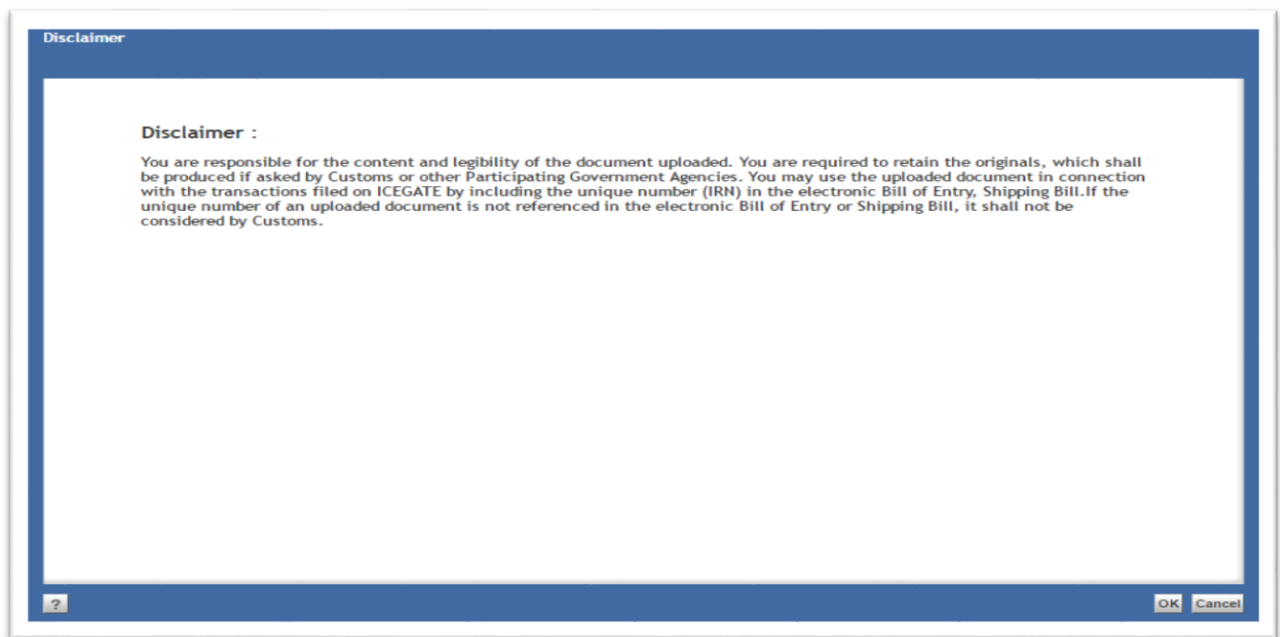 Disclaimer
Disclaimer :
You are responsible for the content and legibility of the document uploaded. You are required to retain the originals, which shall
be produced if asked by Customs or other Participating Government Agencies. You may use the uploaded document in connection
with the transactions filed on ICEGATE by including the unique number (IRN) in the electronic Bill of Entry, Shipping Bill.If the
unique number of an uploaded document is not referenced in the electronic Bill of Entry or Shipping Bill, it shall not be
considered by Customs.
? OK Cancel